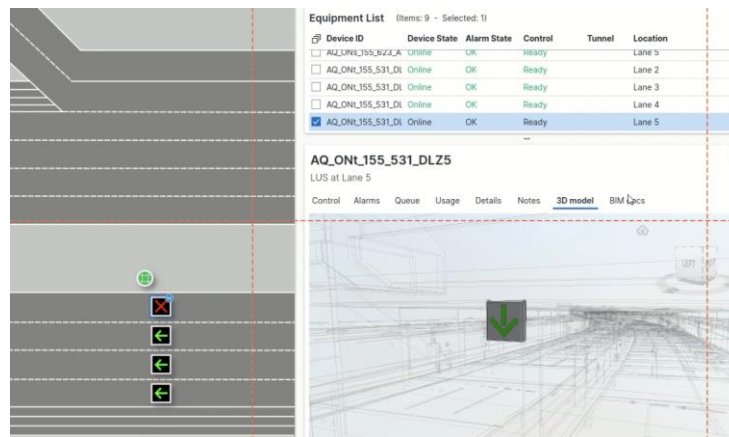 Equipment List (Items: 9 - Selected: 1)
Device ID Device State Alarm State Control Tunnel Location
AQ_ONs_155_623_A Online OK Ready Lane 5
AQ_ONt_155_531_DL Online OK Ready Lane 2
AQ_ONt_155_531_DL Online OK Ready Lane 3
AQ_ONt_155_531_DL Online OK Ready Lane 4
AQ_ONt_155_531_DL Online OK Ready Lane 5
AQ_ONt_155_531_DLZ5
LUS at Lane 5
Control Alarms Queue Usage Details Notes 3D model BIM
LEFT